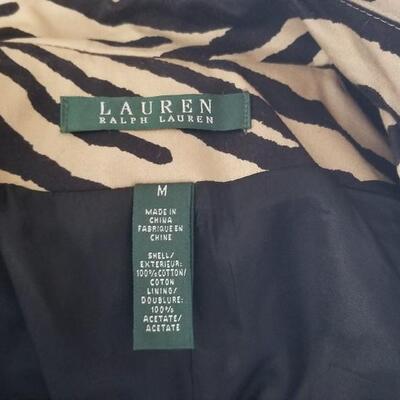 LAUREN
RALPH LAUREN
M
MADE IN
CHINA
FABRIQUE EN
CHINE
SHELL/
EXTERIEUR:
100% COTTON/
COTON
LINING/
DOUBLURE:
100%
ACETATE/
ACETATE